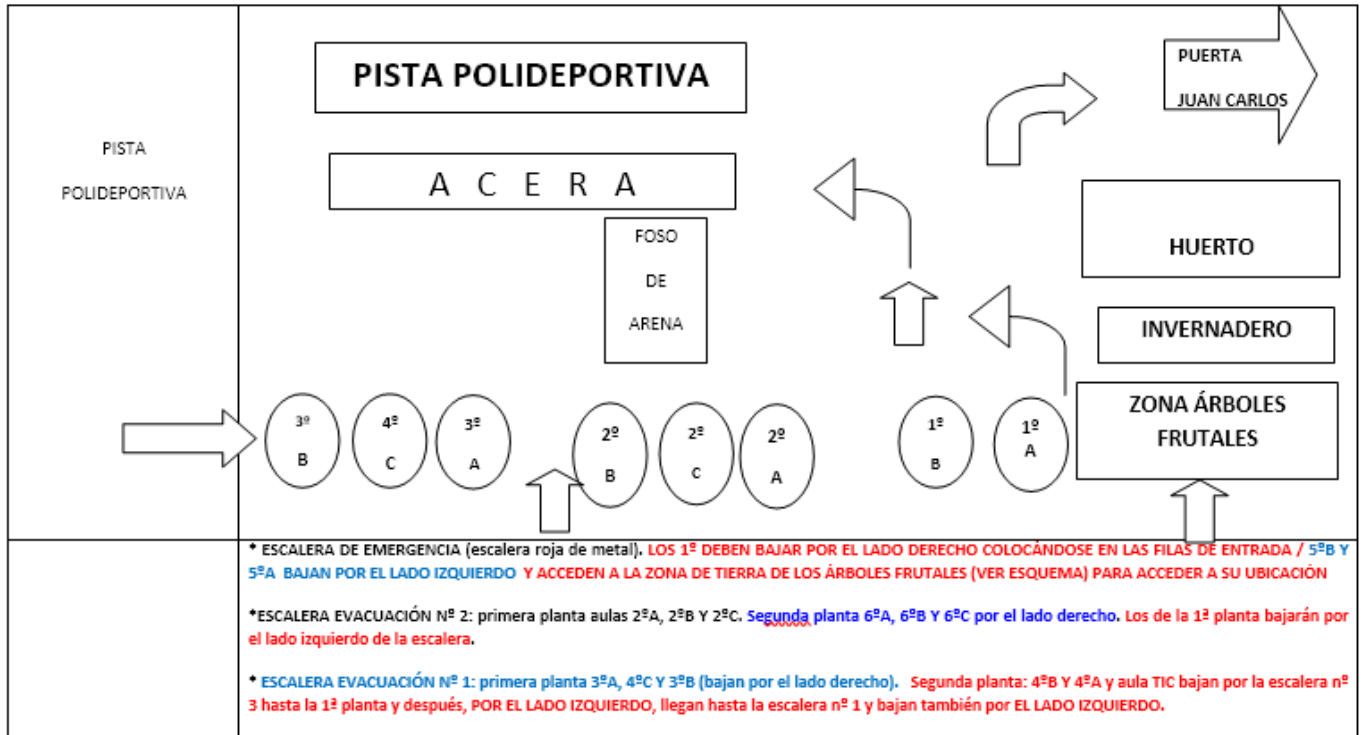 PISTA
POLIDEPORTIVA
PISTA POLIDEPORTIVA
A C E R A
FOSO
DE
ARENA
PUERTA
JUAN CARLOS
HUERTO
INVERNADERO
ZONA ÁRBOLES
FRUTALES
3º
B
4º
C
3º
A
2º
B
2º
C
2º
A
1º
B
1º
A
* ESCALERA DE EMERGENCIA (escalera roja de metal). LOS 1º DEBEN BAJAR POR EL LADO DERECHO COLOCÁNDOSE EN LAS FILAS DE ENTRADA / 5ºB Y
5ºA BAJAN POR EL LADO IZQUIERDO Y ACCEDEN A LA ZONA DE TIERRA DE LOS ÁRBOLES FRUTALES (VER ESQUEMA) PARA ACCEDER A SU UBICACIÓN
*ESCALERA EVACUACIÓN Nº 2: primera planta aulas 2ºA, 2ºB Y 2ºC. Segunda planta 6ºA, 6ºB Y 6ºC por el lado derecho. Los de la 1ª planta bajarán por
el lado izquierdo de la escalera.
* ESCALERA EVACUACIÓN Nº 1: primera planta 3ºA, 4ºC Y 3ºB (bajan por el lado derecho). Segunda planta: 4ºB Y 4ºA y aula TIC bajan por la escalera nº
3 hasta la 1ª planta y después, POR EL LADO IZQUIERDO, llegan hasta la escalera nº 1 y bajan también por EL LADO IZQUIERDO.